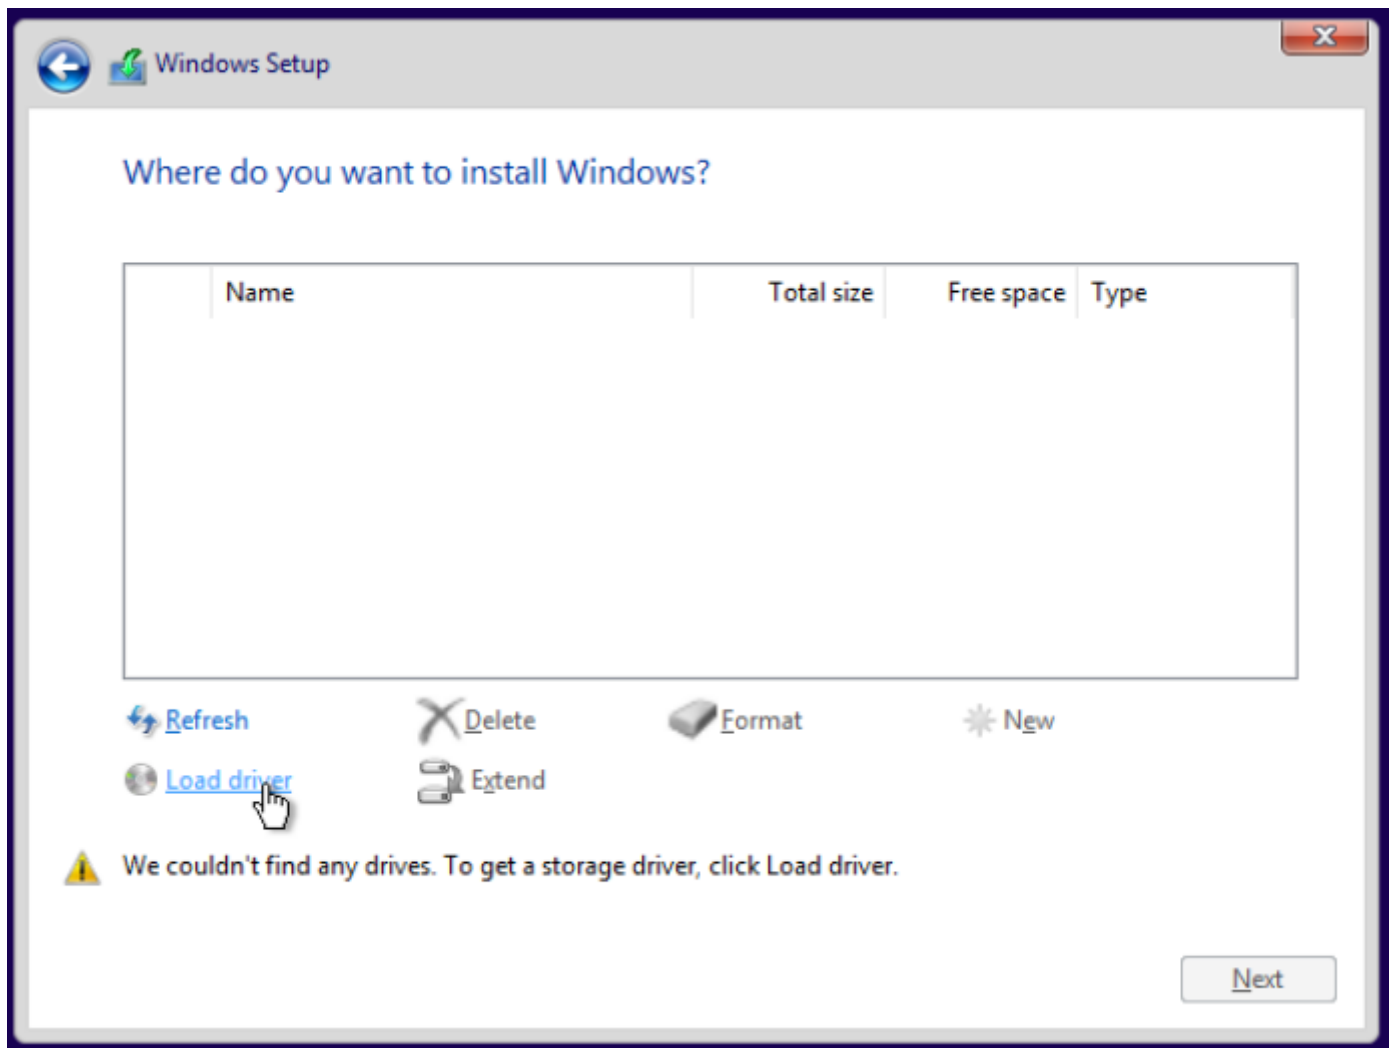 Windows Setup
Where do you want to install Windows?
Name Total size Free space Type
Refresh Delete Format New
Load driver Extend
We couldn't find any drives. To get a storage driver, click Load driver.
Next